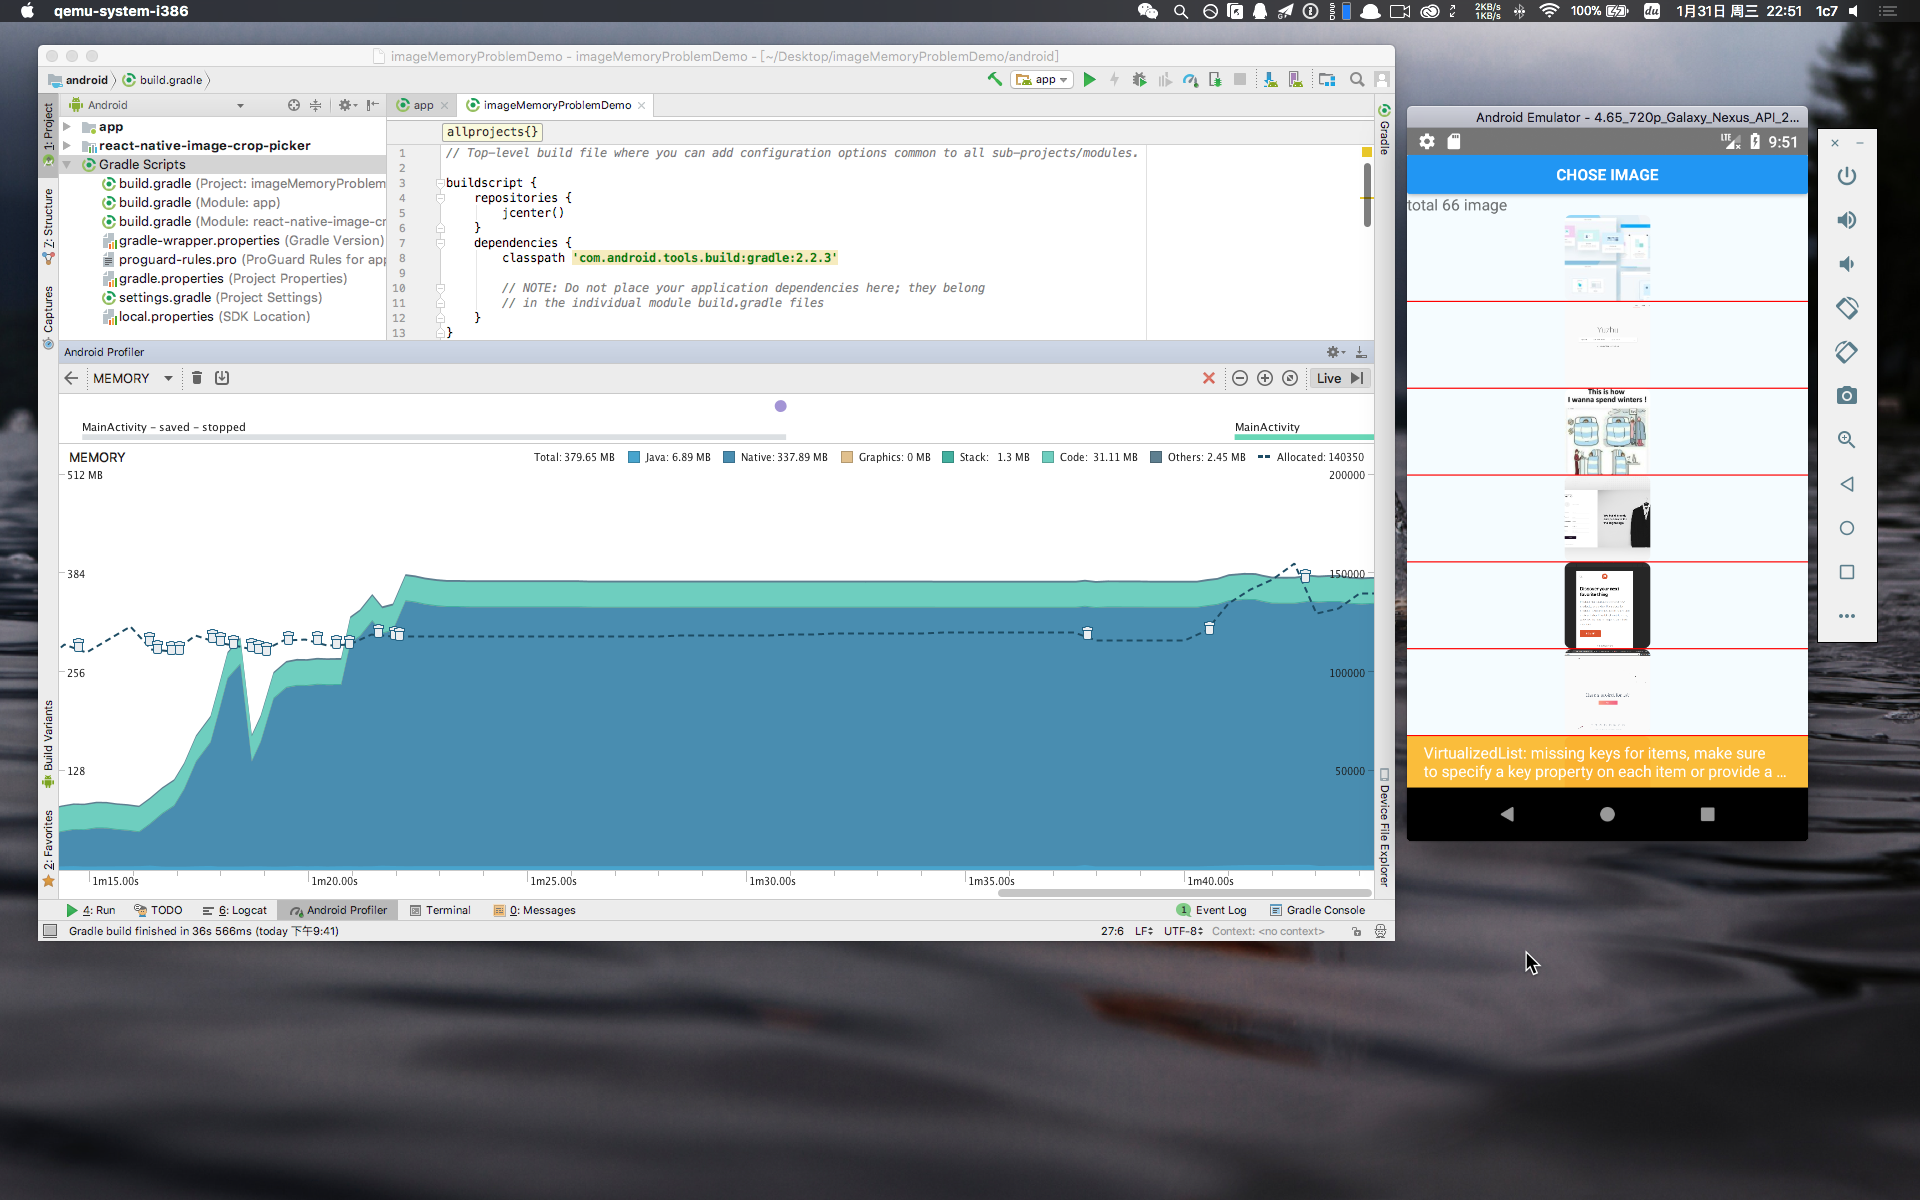 qemu-system-i386
2KB/s
1KB/s
100%
du
1月31日 周三 22:51
1c7
imageMemoryProblemDemo - imageMemoryProblemDemo - [~/Desktop/imageMemoryProblemDemo/android]
android
build.gradle
app
Android
app
imageMemoryProblemDemo
1: Project
Z: Structure
Captures
Build Variants
2: Favorites
app
react-native-image-crop-picker
Gradle Scripts
build.gradle (Project: imageMemoryProblem
build.gradle (Module: app)
build.gradle (Module: react-native-image-cr
gradle-wrapper.properties (Gradle Version)
proguard-rules.pro (ProGuard Rules for app
gradle.properties (Project Properties)
settings.gradle (Project Settings)
local.properties (SDK Location)
allprojects{}
1 // Top-level build file where you can add configuration options common to all sub-projects/modules.
2
3 buildscript {
4 repositories {
5 jcenter()
6 }
7 dependencies {
8 classpath 'com.android.tools.build:gradle:2.2.3'
9
10 // NOTE: Do not place your application dependencies here; they belong
11 // in the individual module build.gradle files
12 }
13 }
Gradle
Device File Explorer
Android Profiler
MEMORY
Live
MainActivity - saved - stopped
MainActivity
MEMORY
Total: 379.65 MB Java: 6.89 MB Native: 337.89 MB Graphics: 0 MB Stack: 1.3 MB Code: 31.11 MB Others: 2.45 MB Allocated: 140350
512 MB
200000
384
150000
256
100000
128
50000
1m15.00s 1m20.00s 1m25.00s 1m30.00s 1m35.00s 1m40.00s
4: Run TODO 6: Logcat Android Profiler Terminal 0: Messages 1 Event Log Gradle Console
Gradle build finished in 36s 566ms (today 下午9:41)
27:6 LF UTF-8 Context: <no context>
Android Emulator - 4.65_720p_Galaxy_Nexus_API_2...
LTE
9:51
CHOSE IMAGE
total 66 image
This is how
I wanna spend winters !
Discover your next
favorite thing
VirtualizedList: missing keys for items, make sure
to specify a key property on each item or provide a ...